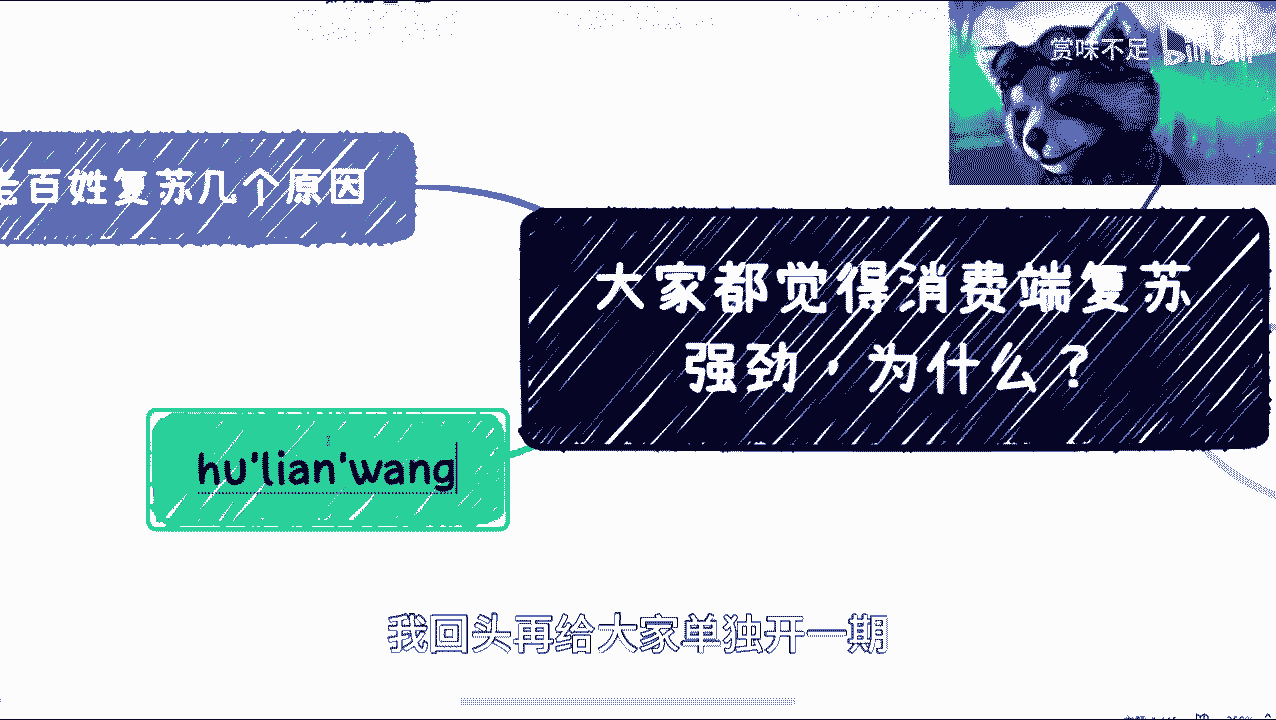 赏味不足
老百姓复苏几个原因
大家都觉得消费端复苏
强劲，为什么？
hu'lian'wang
我回头再给大家单独开一期